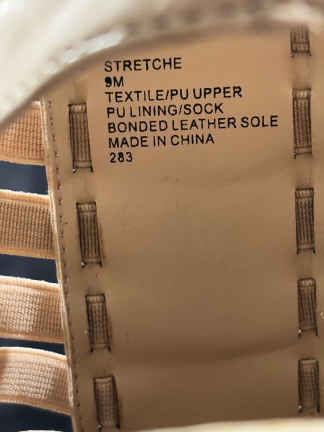 STRETCHE
9M
TEXTILE/PU UPPER
PU LINING/SOCK
BONDED LEATHER SOLE
MADE IN CHINA
283